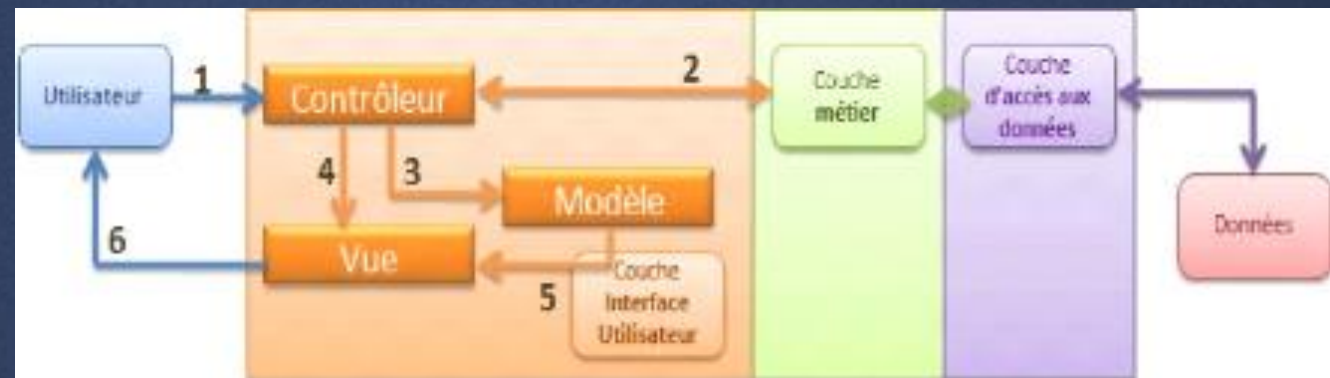 Utilisateur
1
Contrôleur
2
Couche
métier
Couche
d'accès aux
données
4
3
Modèle
Données
6
Vue
5
Couche
Interface
Utilisateur